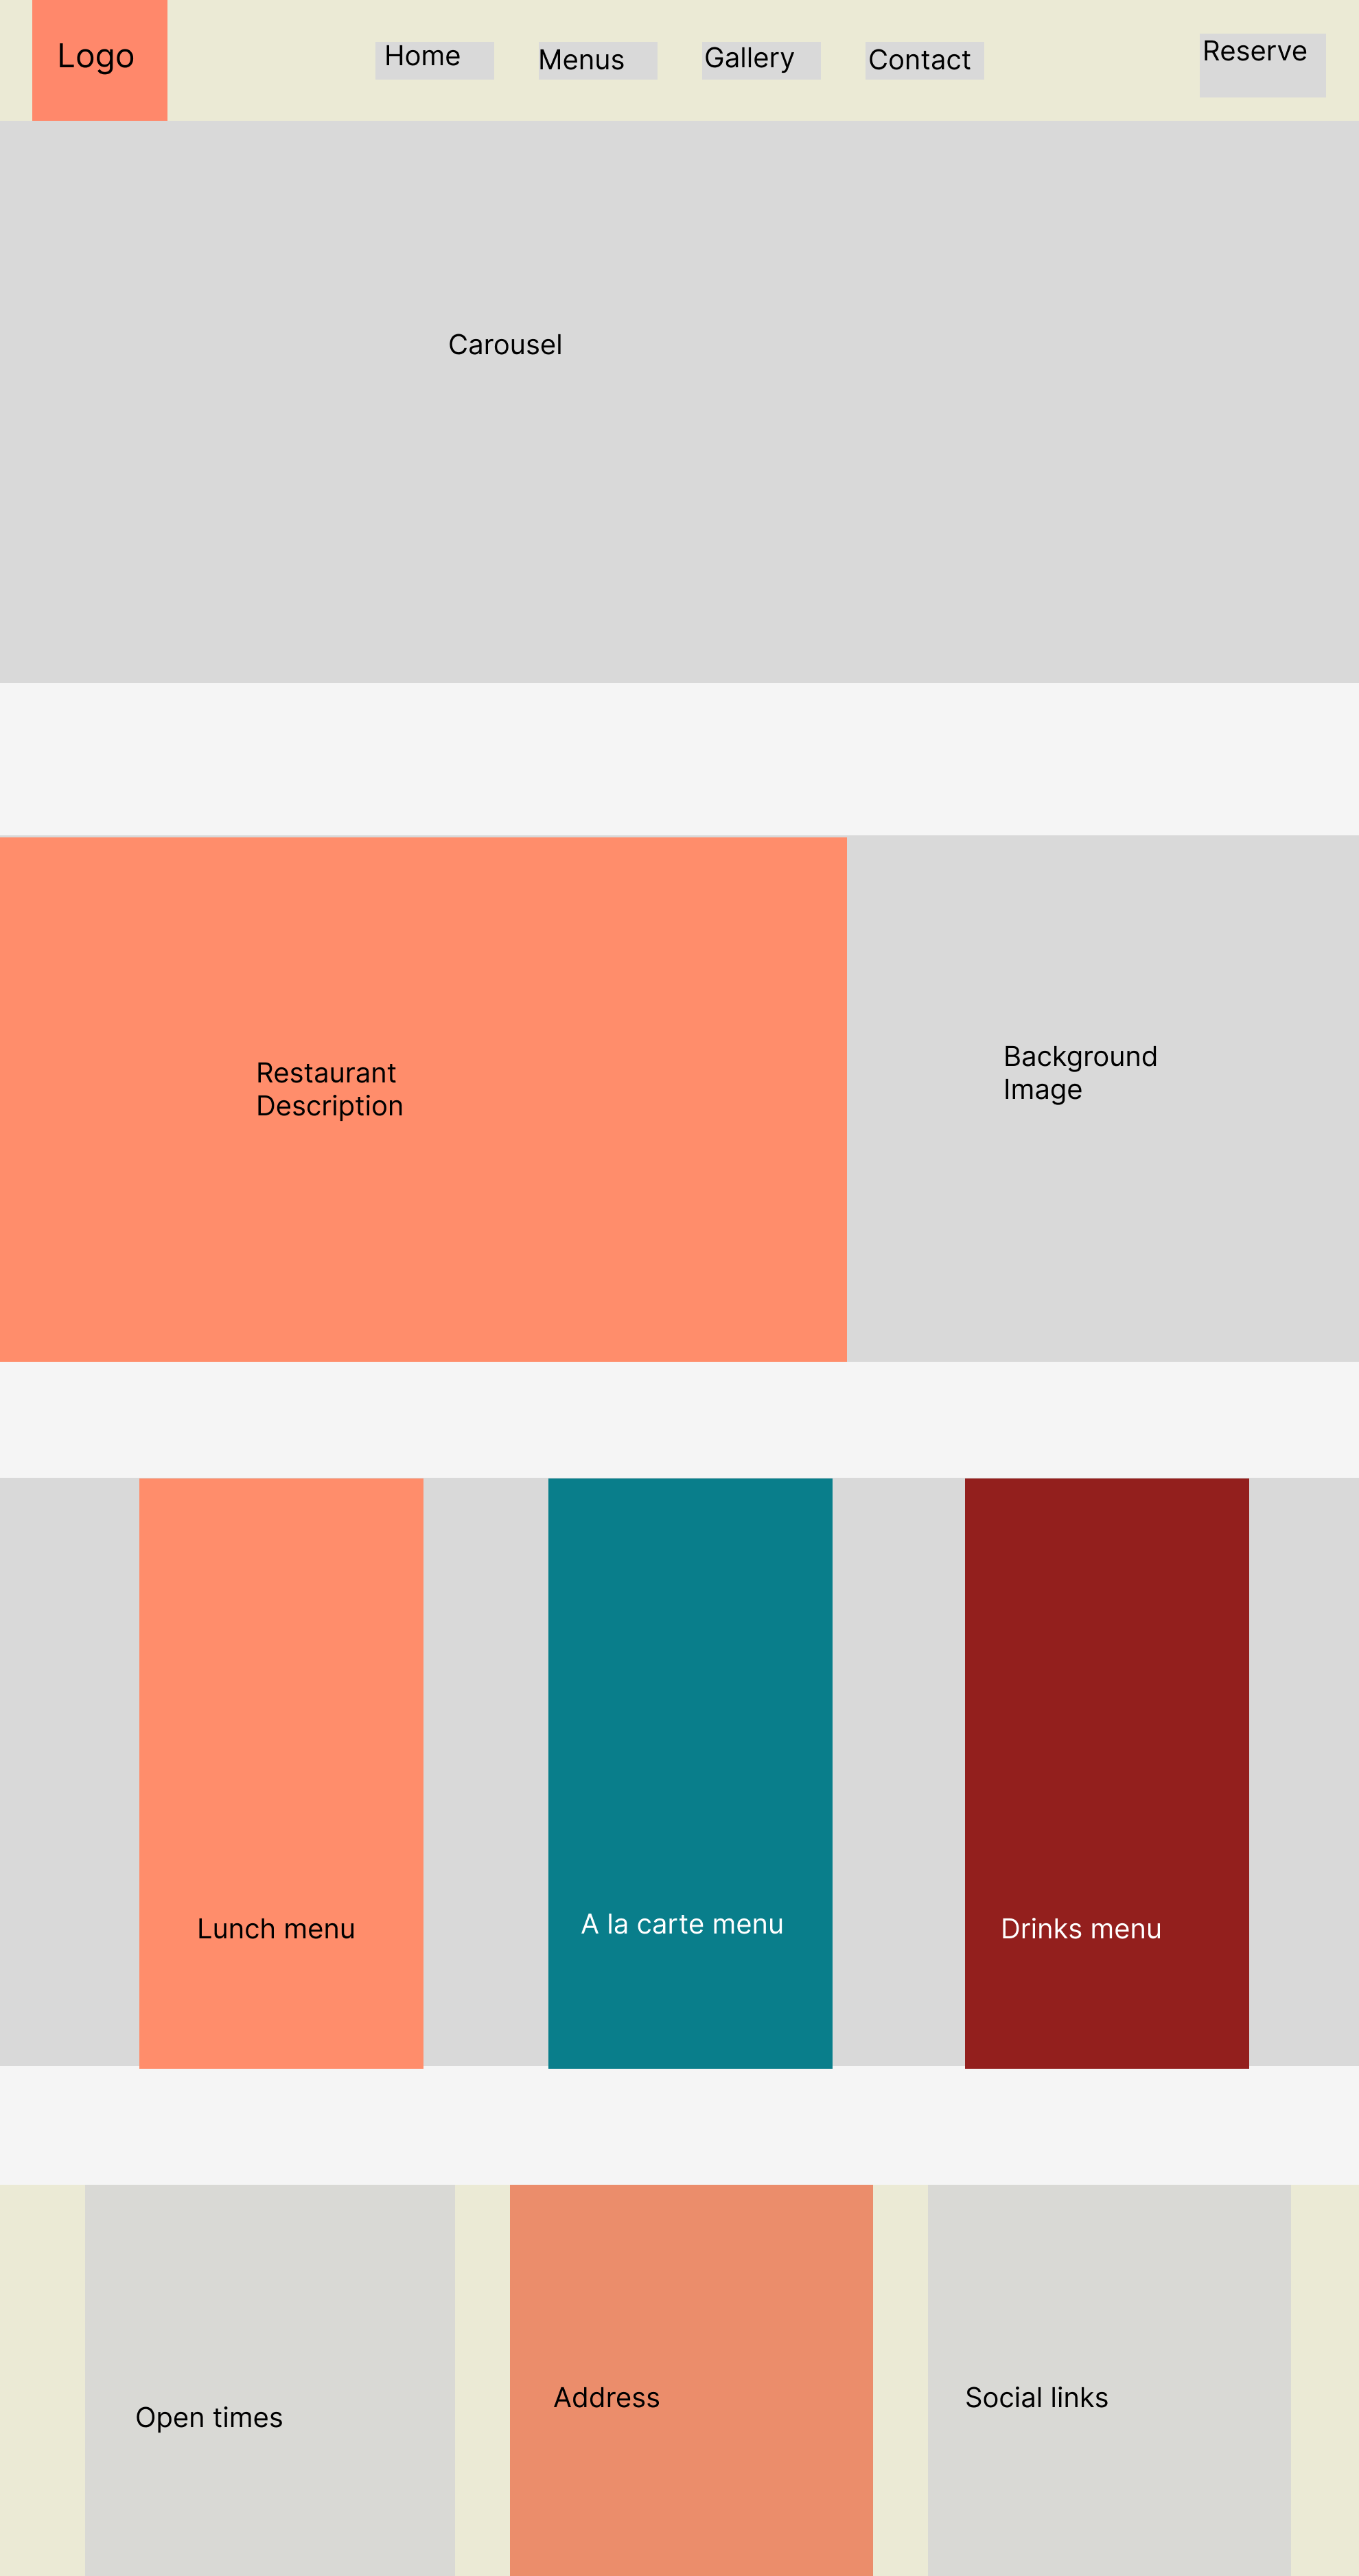 Logo
Home
Menus
Gallery
Contact
Reserve
Carousel
Restaurant
Description
Background
Image
Lunch menu
A la carte menu
Drinks menu
Open times
Address
Social links